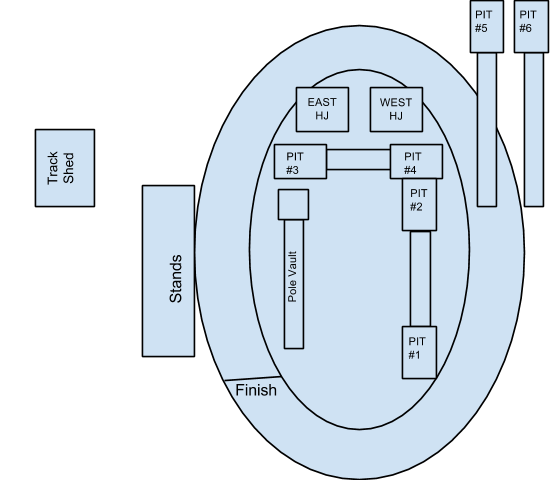 PIT
#5
PIT
#6
EAST
HJ
WEST
HJ
PIT
#3
PIT
#4
Track
Shed
PIT
#2
Pole Vault
Stands
PIT
#1
Finish